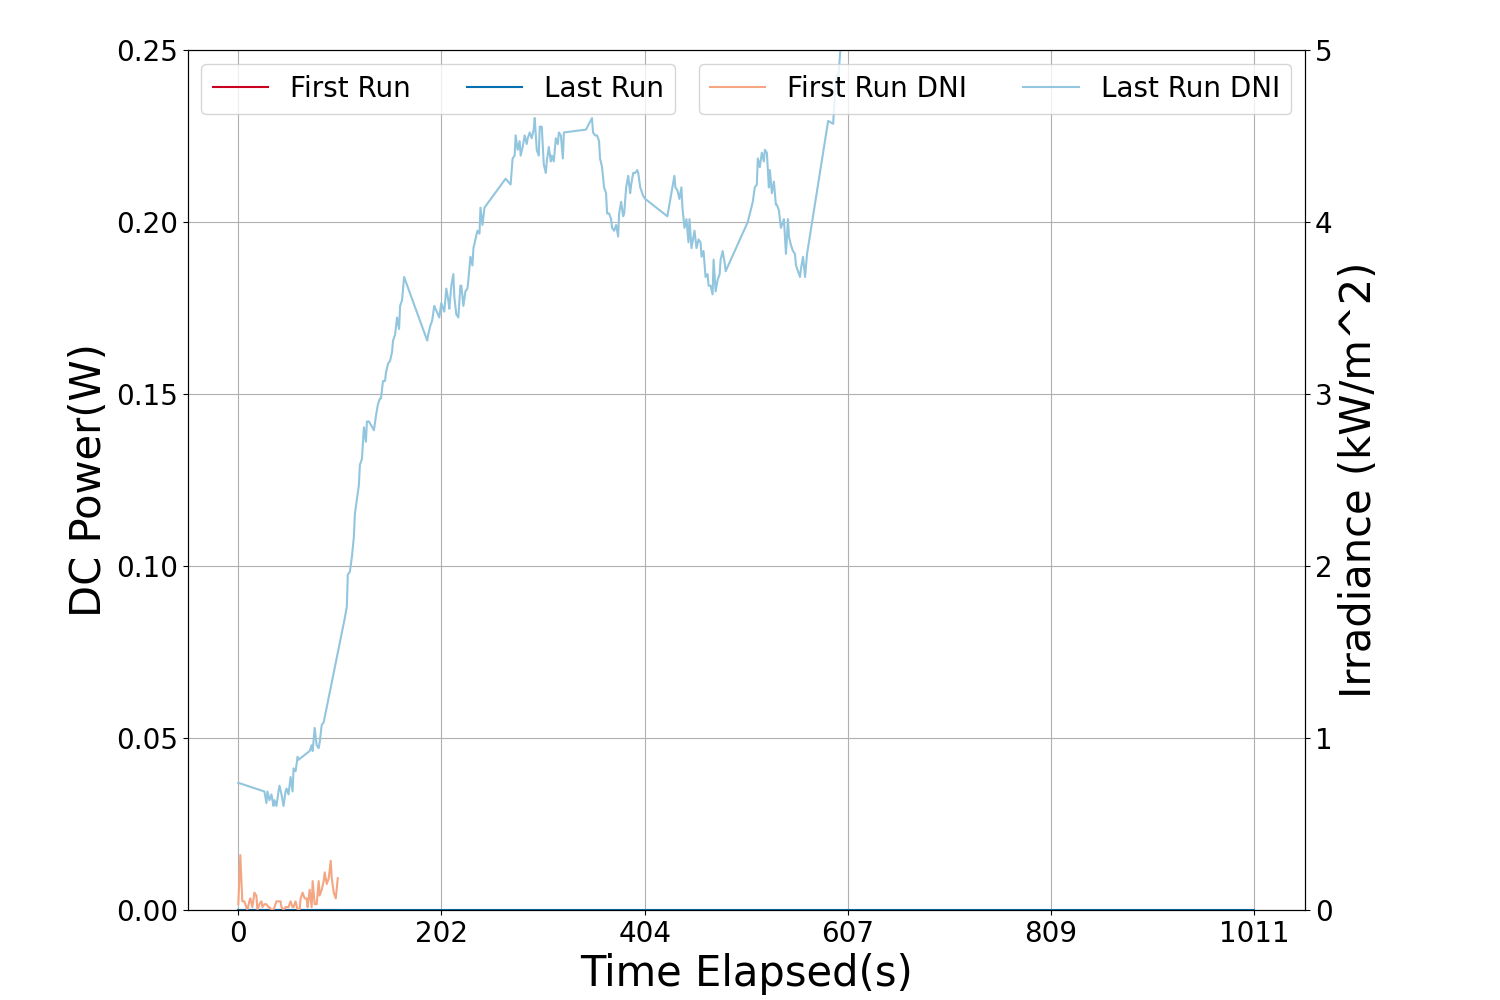 First Run
Last Run
First Run DNI
Last Run DNI
0.25
0.20
0.15
0.10
0.05
0.00
DC Power(W)
5
4
3
2
1
0
Irradiance (kW/m^2)
0
202
404
607
809
1011
Time Elapsed(s)